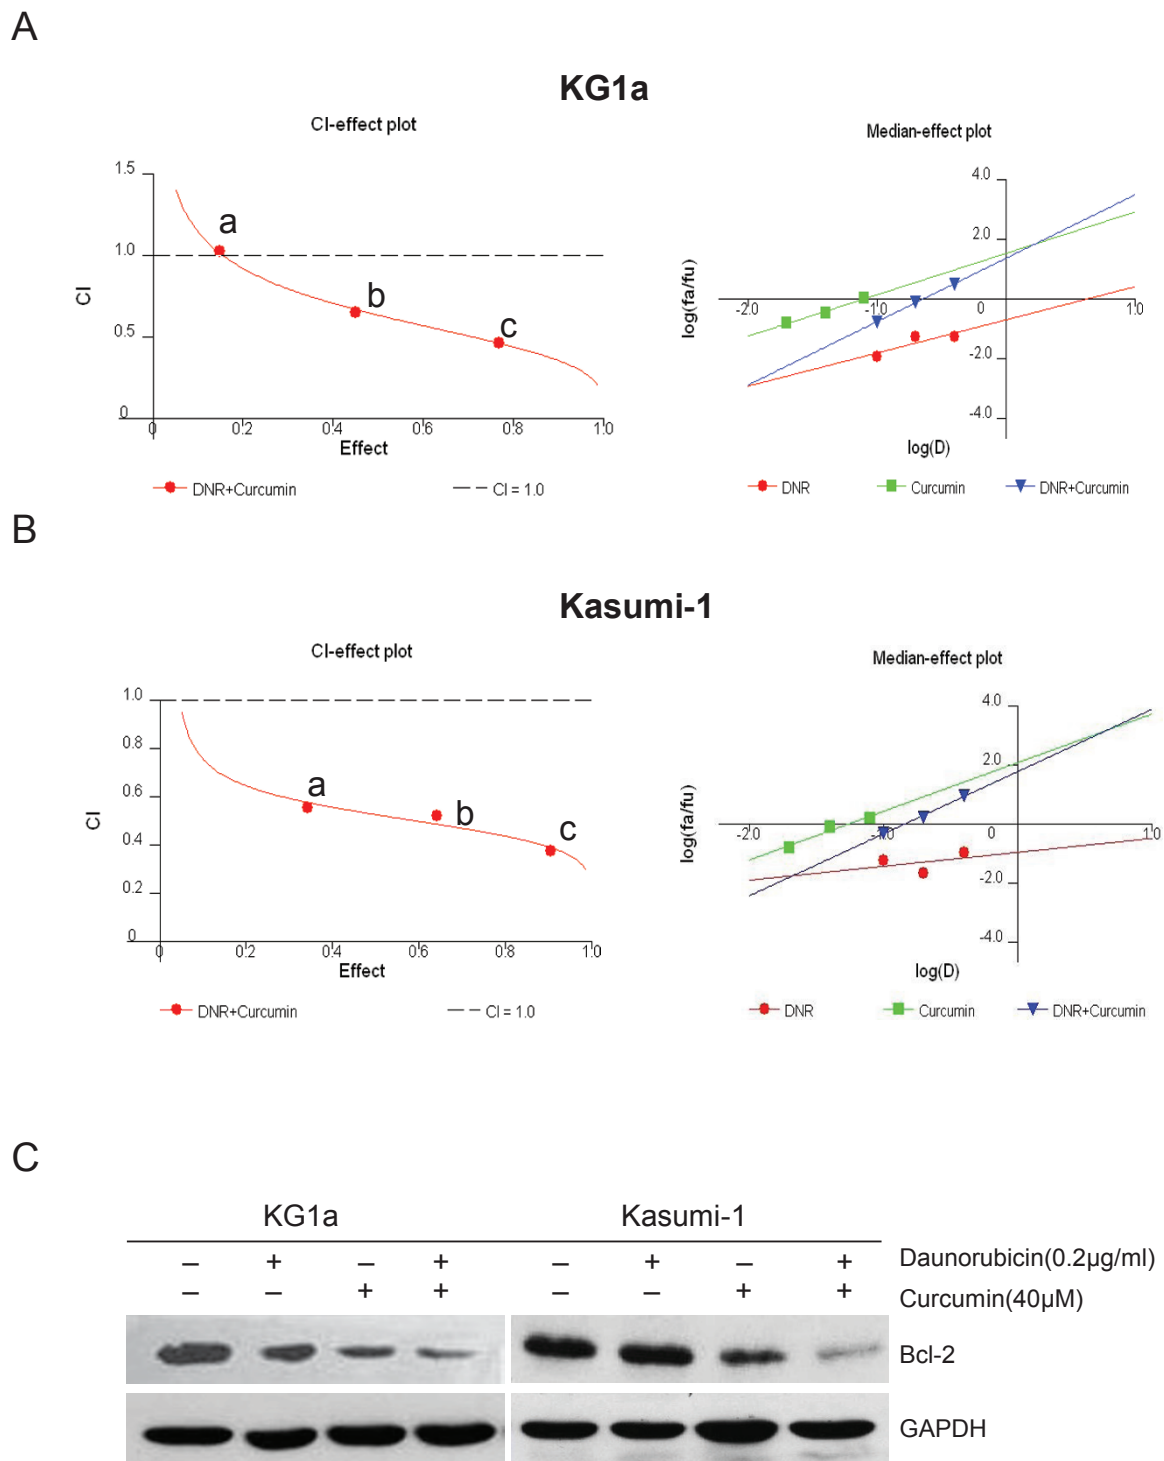 A
KG1a
CI-effect plot
1.5
1.0
0.5
0
CI
a
b
c
0 0.2 0.4 0.6 0.8 1.0
Effect
DNR+Curcumin CI = 1.0
Median-effect plot
4.0
2.0
-2.0 -1.0 0 1.0
-2.0
-4.0
log(fa/fu)
log(D)
DNR Curcumin DNR+Curcumin
B
Kasumi-1
CI-effect plot
1.0
0.8
0.6
0.4
0.2
0
CI
a
b
c
0 0.2 0.4 0.6 0.8 1.0
Effect
DNR+Curcumin CI = 1.0
Median-effect plot
4.0
2.0
-2.0 -1.0 0 1.0
-2.0
-4.0
log(fa/fu)
log(D)
DNR Curcumin DNR+Curcumin
C
KG1a Kasumi-1
– + – + – + – + Daunorubicin(0.2μg/ml)
– – + + – – + + Curcumin(40μM)
Bcl-2
GAPDH